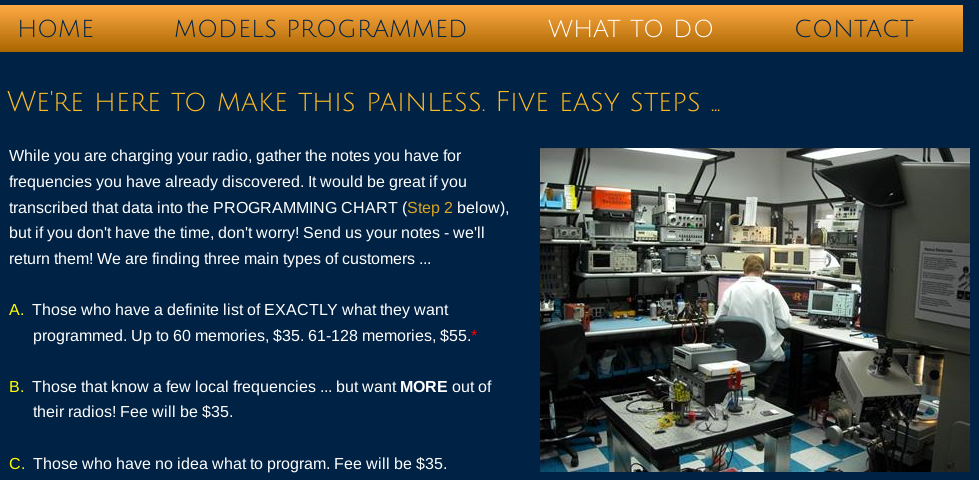 HOME MODELS PROGRAMMED WHAT TO DO CONTACT
We're here to make this painless. Five easy steps ...
While you are charging your radio, gather the notes you have for
frequencies you have already discovered. It would be great if you
transcribed that data into the PROGRAMMING CHART (Step 2 below),
but if you don't have the time, don't worry! Send us your notes - we'll
return them! We are finding three main types of customers ...
A. Those who have a definite list of EXACTLY what they want
programmed. Up to 60 memories, $35. 61-128 memories, $55.*
B. Those that know a few local frequencies ... but want MORE out of
their radios! Fee will be $35.
C. Those who have no idea what to program. Fee will be $35.